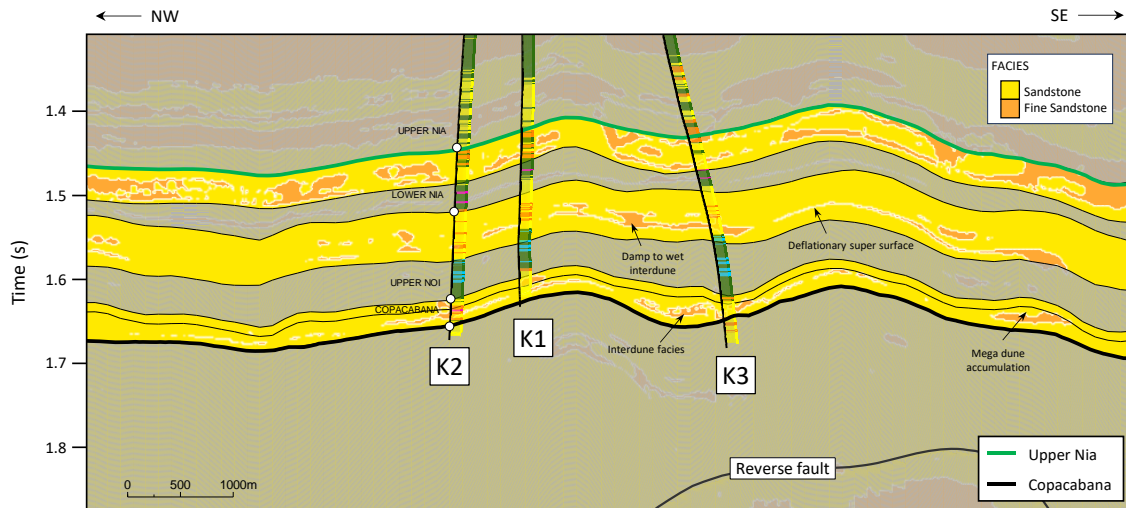 NW
SE
FACIES
Sandstone
Fine Sandstone
Time (s)
1.4
1.5
1.6
1.7
1.8
UPPER NIA
LOWER NIA
UPPER NOI
COPACABANA
Damp to wet
interdune
Deflationary super surface
K2
K1
K3
Interdune facies
Mega dune
accumulation
Reverse fault
0 500 1000m
Upper Nia
Copacabana